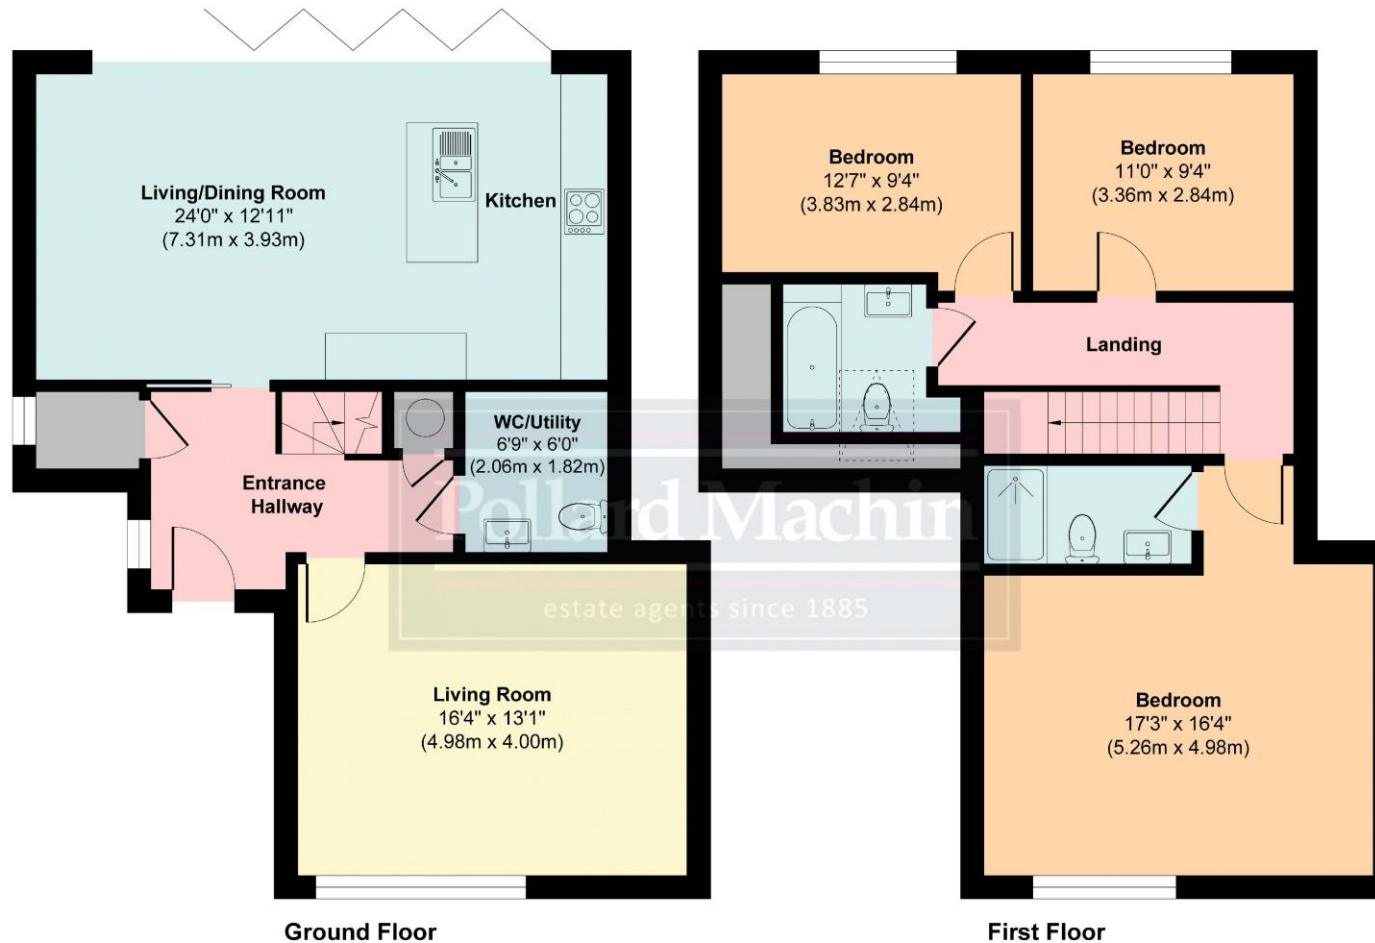 Living/Dining Room
24'0" x 12'11"
(7.31m x 3.93m)
Kitchen
WC/Utility
6'9" x 6'0"
(2.06m x 1.82m)
Entrance
Hallway
Living Room
16'4" x 13'1"
(4.98m x 4.00m)
Ground Floor
Bedroom
12'7" x 9'4"
(3.83m x 2.84m)
Bedroom
11'0" x 9'4"
(3.36m x 2.84m)
Landing
Bedroom
17'3" x 16'4"
(5.26m x 4.98m)
First Floor
Pollard Machin
estate agents since 1885